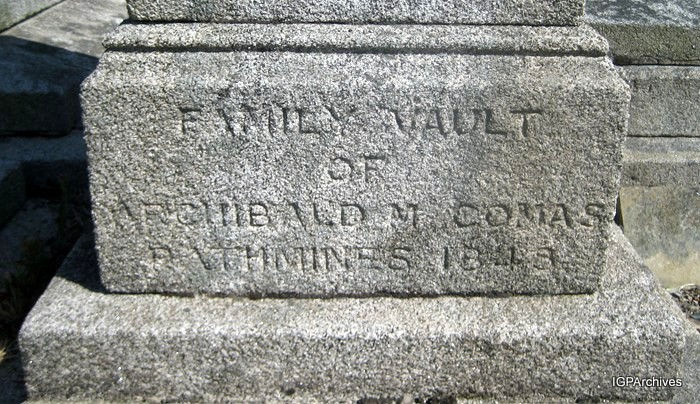 FAMILY VAULT
OF
ARCHIBALD M COMAS
RATHMINES 1843
IGPArchives